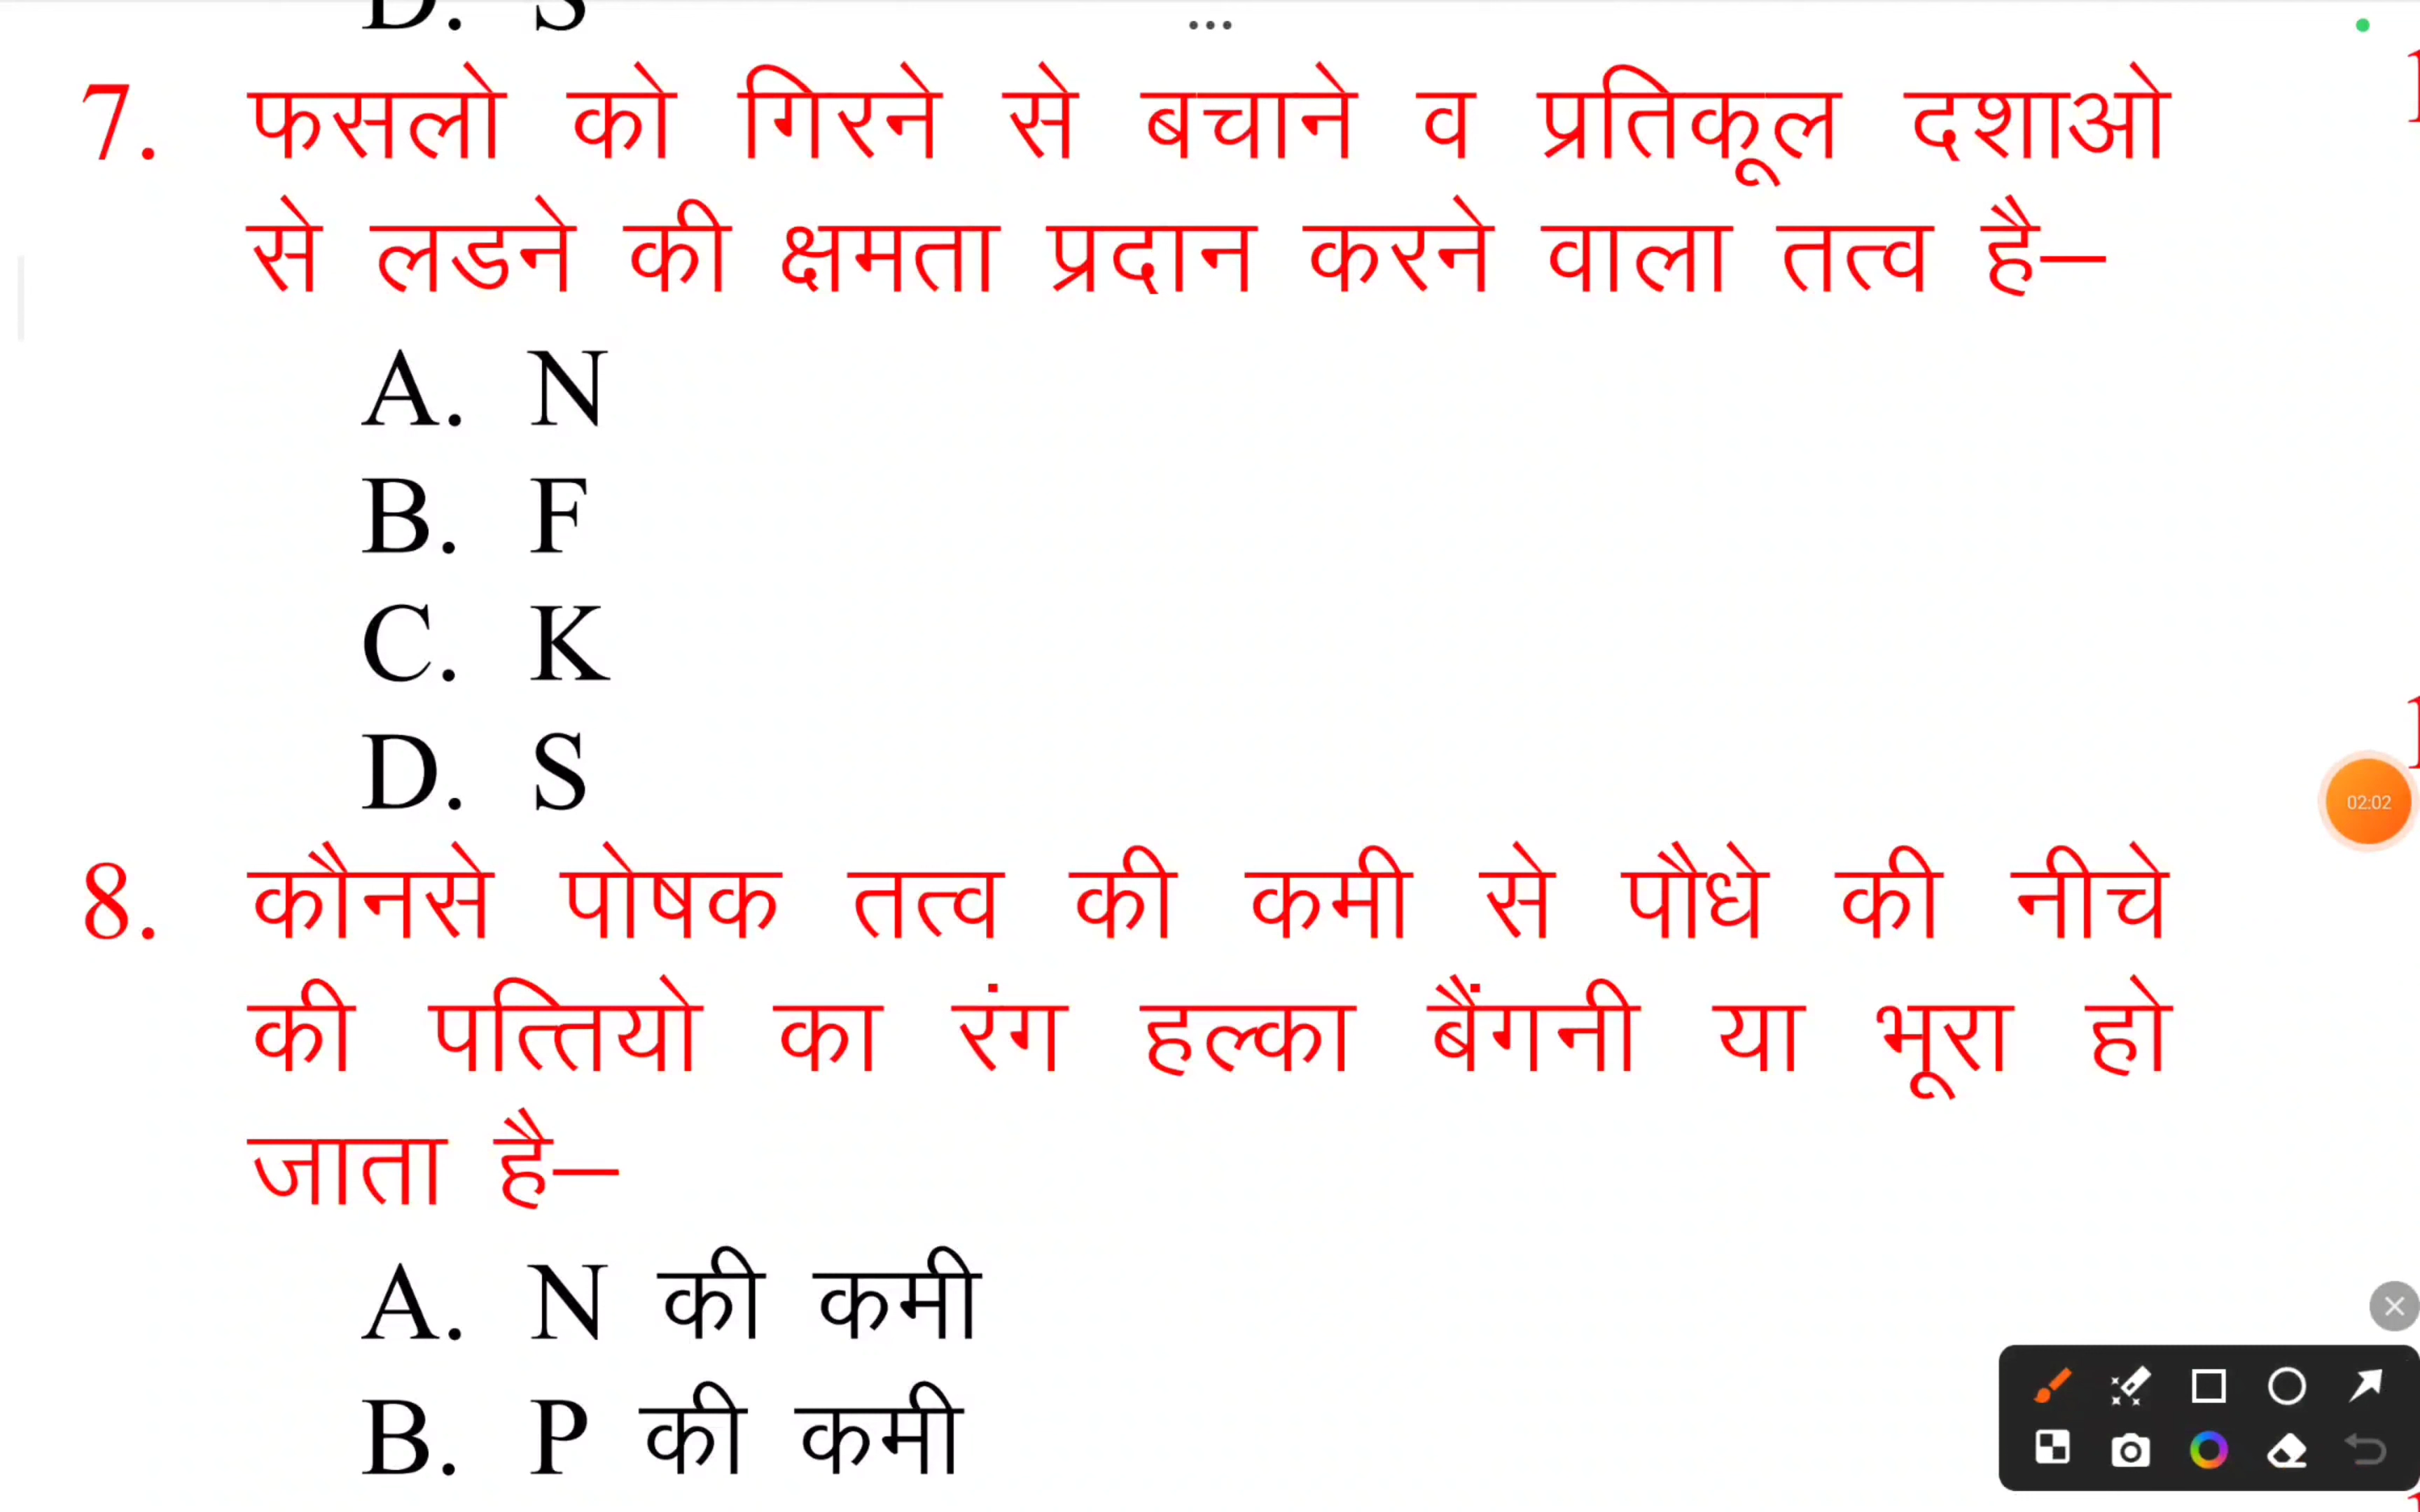 D. S
7. फसलो को गिरने से बचाने व प्रतिकूल दशाओ
से लडने की क्षमता प्रदान करने वाला तत्व है–
A. N
B. F
C. K
D. S
02:02
8. कौनसे पोषक तत्व की कमी से पौधे की नीचे
की पत्तियो का रंग हल्का बैंगनी या भूरा हो
जाता है–
A. N की कमी
B. P की कमी